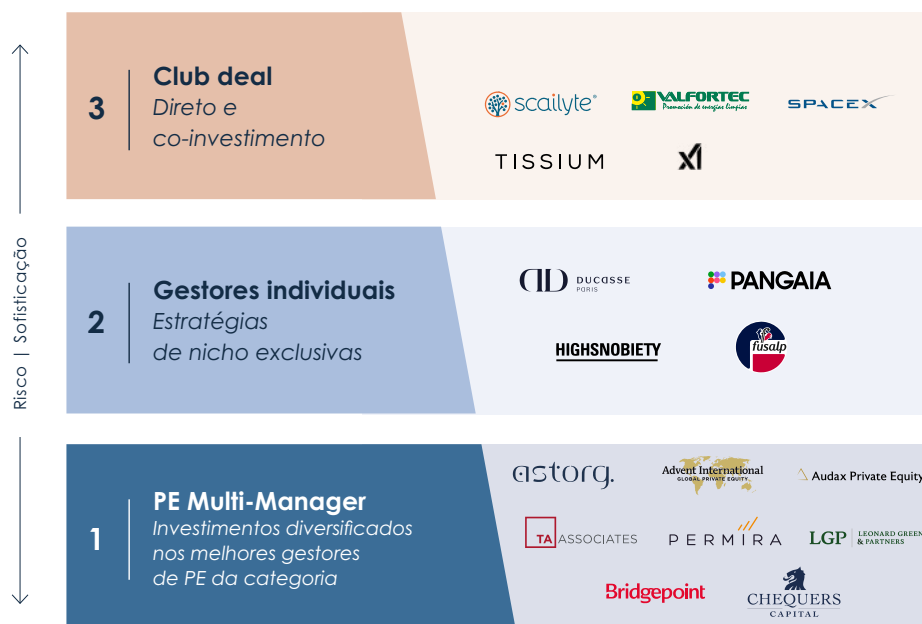 Risco | Sofisticação
3
Club deal
Direto e
co-investimento
scailyte®
VALFORTEC
Promoción de energías limpias
SPACEX
TISSIUM
xI
2
Gestores individuais
Estratégias
de nicho exclusivas
DUCASSE
PARIS
PANGAIA
HIGHSNOBIETY
fusalp
1
PE Multi-Manager
Investimentos diversificados
nos melhores gestores
de PE da categoria
astorg.
Advent International
GLOBAL PRIVATE EQUITY
Audax Private Equity
TA ASSOCIATES
PERMIRA
LGP
LEONARD GREEN
& PARTNERS
Bridgepoint
CHEQUERS
CAPITAL